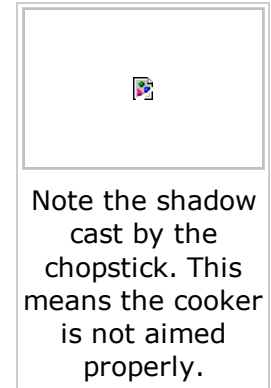 Note the shadow
cast by the
chopstick. This
means the cooker
is not aimed
properly.